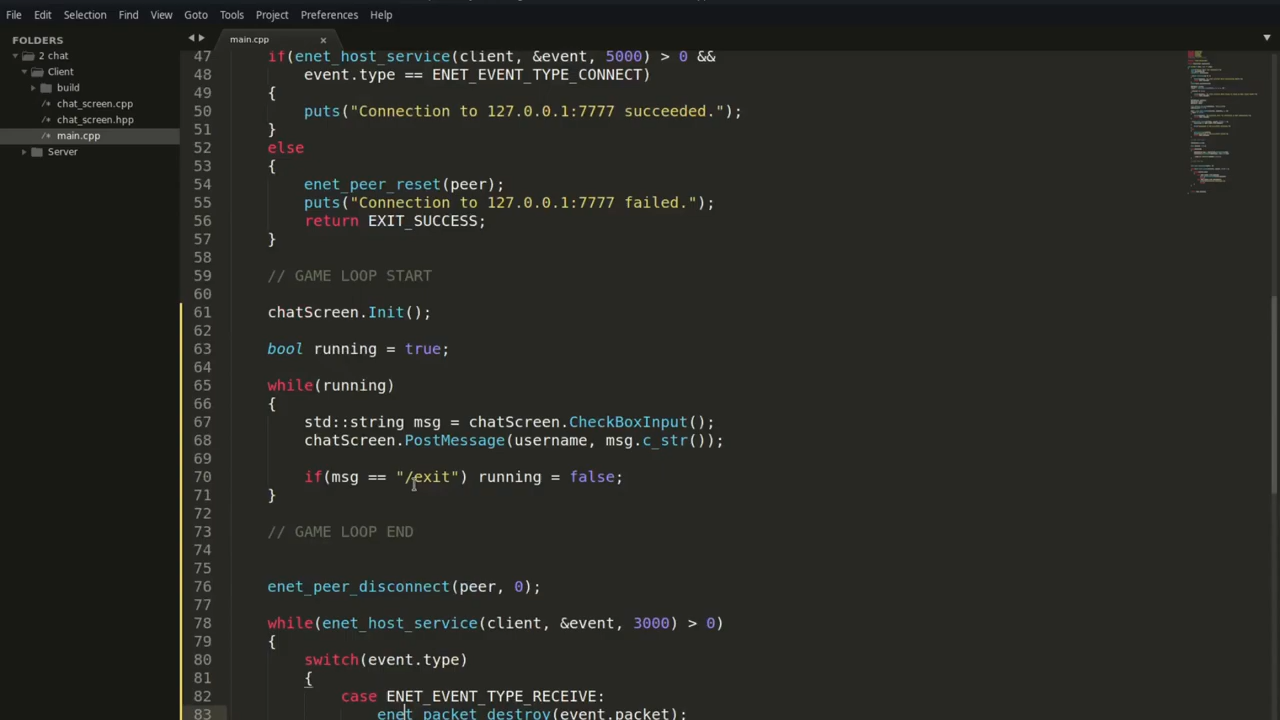 File Edit Selection Find View Goto Tools Project Preferences Help
FOLDERS
2 chat
Client
build
chat_screen.cpp
chat_screen.hpp
main.cpp
Server
main.cpp ×
47 if(enet_host_service(client, &event, 5000) > 0 &&
48 event.type == ENET_EVENT_TYPE_CONNECT)
49 {
50 puts("Connection to 127.0.0.1:7777 succeeded.");
51 }
52 else
53 {
54 enet_peer_reset(peer);
55 puts("Connection to 127.0.0.1:7777 failed.");
56 return EXIT_SUCCESS;
57 }
58
59 // GAME LOOP START
60
61 chatScreen.Init();
62
63 bool running = true;
64
65 while(running)
66 {
67 std::string msg = chatScreen.CheckBoxInput();
68 chatScreen.PostMessage(username, msg.c_str());
69
70 if(msg == "/exit") running = false;
71 }
72
73 // GAME LOOP END
74
75
76 enet_peer_disconnect(peer, 0);
77
78 while(enet_host_service(client, &event, 3000) > 0)
79 {
80 switch(event.type)
81 {
82 case ENET_EVENT_TYPE_RECEIVE:
83 enet_packet_destroy(event.packet);